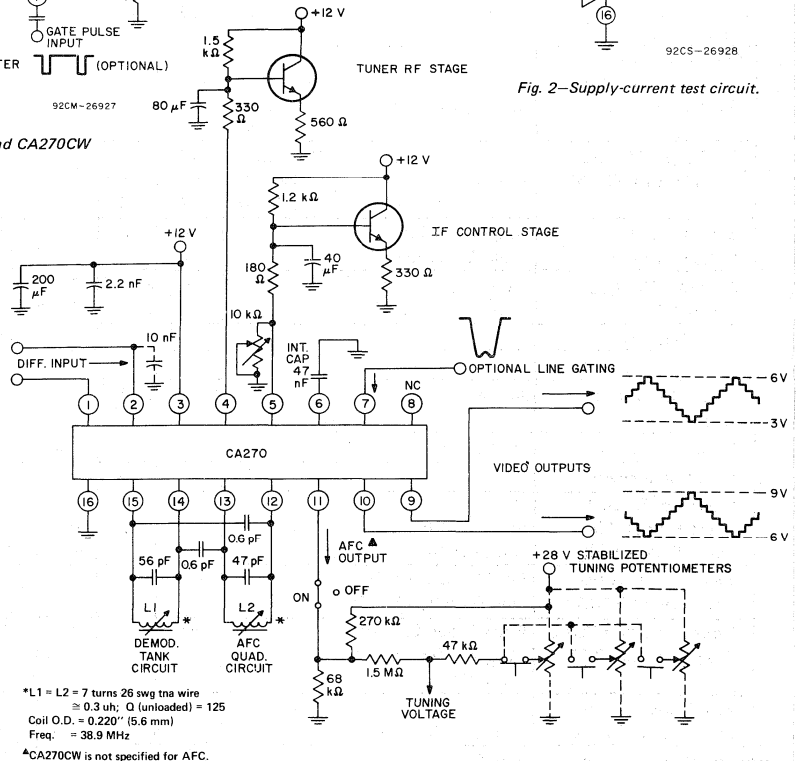 GATE PULSE
INPUT
TER
(OPTIONAL)
92CM-26927
nd CA270CW
16
92CS-26928
Fig. 2—Supply-current test circuit.
+12 V
1.5
kΩ
80 μF
330
Ω
560 Ω
TUNER RF STAGE
+12 V
1.2 kΩ
40
μF
180
Ω
330 Ω
IF CONTROL STAGE
+12 V
200
μF
2.2 nF
10 kΩ
10 nF
DIFF. INPUT
INT.
CAP
47
nF
OPTIONAL LINE GATING
NC
1 2 3 4 5 6 7 8
CA270
16 15 14 13 12 11 10 9
6V
3V
VIDEO OUTPUTS
9V
6V
0.6 pF
56 pF
0.6 pF
47 pF
L1
*
L2
*
DEMOD.
TANK
CIRCUIT
AFC
QUAD.
CIRCUIT
AFC ▲
OUTPUT
ON
OFF
+28 V STABILIZED
TUNING POTENTIOMETERS
270 kΩ
47 kΩ
1.5 MΩ
68
kΩ
TUNING
VOLTAGE
*L1 = L2 = 7 turns 26 swg tna wire
≅ 0.3 uh; Q (unloaded) = 125
Coil O.D. = 0.220″ (5.6 mm)
Freq. = 38.9 MHz
▲CA270CW is not specified for AFC.